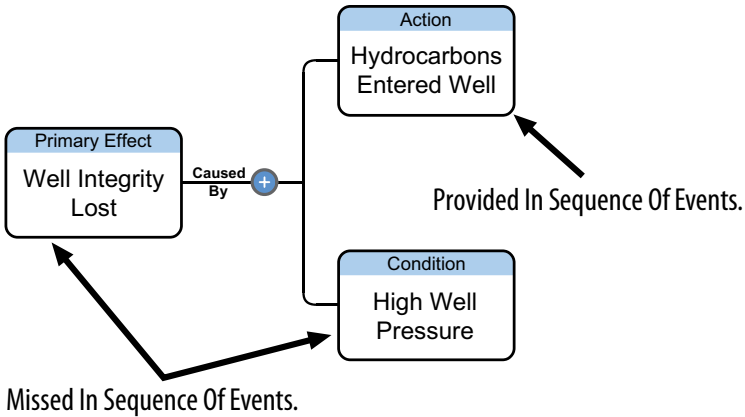 Action
Hydrocarbons
Entered Well
Primary Effect
Well Integrity
Lost
Caused
By
+
Provided In Sequence Of Events.
Condition
High Well
Pressure
Missed In Sequence Of Events.